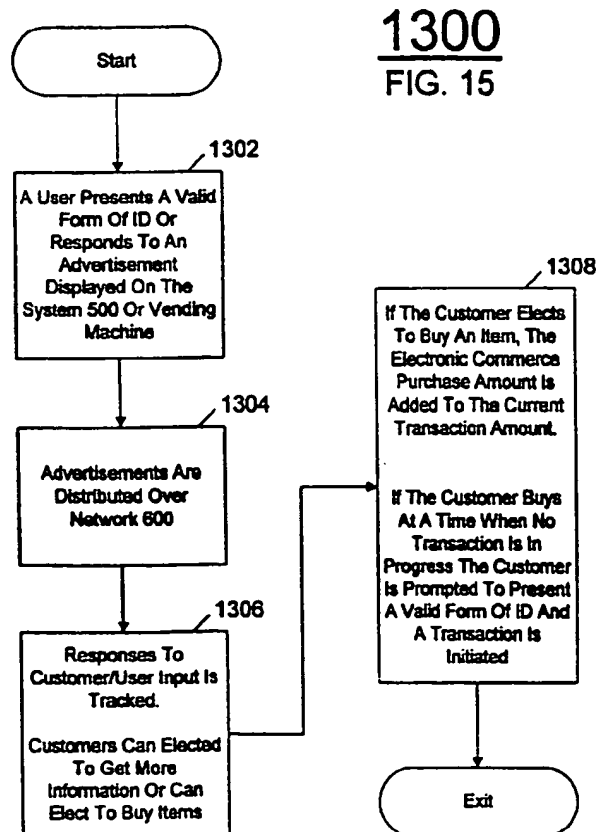 1300
FIG. 15
Start
1302
A User Presents A Valid
Form Of ID Or
Responds To An
Advertisement
Displayed On The
System 500 Or Vending
Machine
1304
Advertisements Are
Distributed Over
Network 600
1306
Responses To
Customer/User Input Is
Tracked.
Customers Can Elected
To Get More
Information Or Can
Elect To Buy Items
1308
If The Customer Elects
To Buy An Item, The
Electronic Commerce
Purchase Amount Is
Added To The Current
Transaction Amount.
If The Customer Buys
At A Time When No
Transaction Is In
Progress The Customer
Is Prompted To Present
A Valid Form Of ID And
A Transaction Is
Initiated
Exit